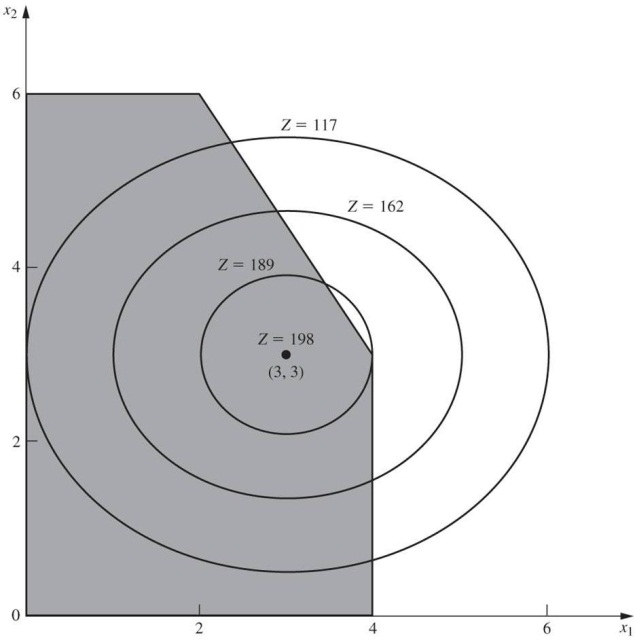 x2
6
Z = 117
Z = 162
4
Z = 189
Z = 198
(3, 3)
2
0
2
4
6
x1